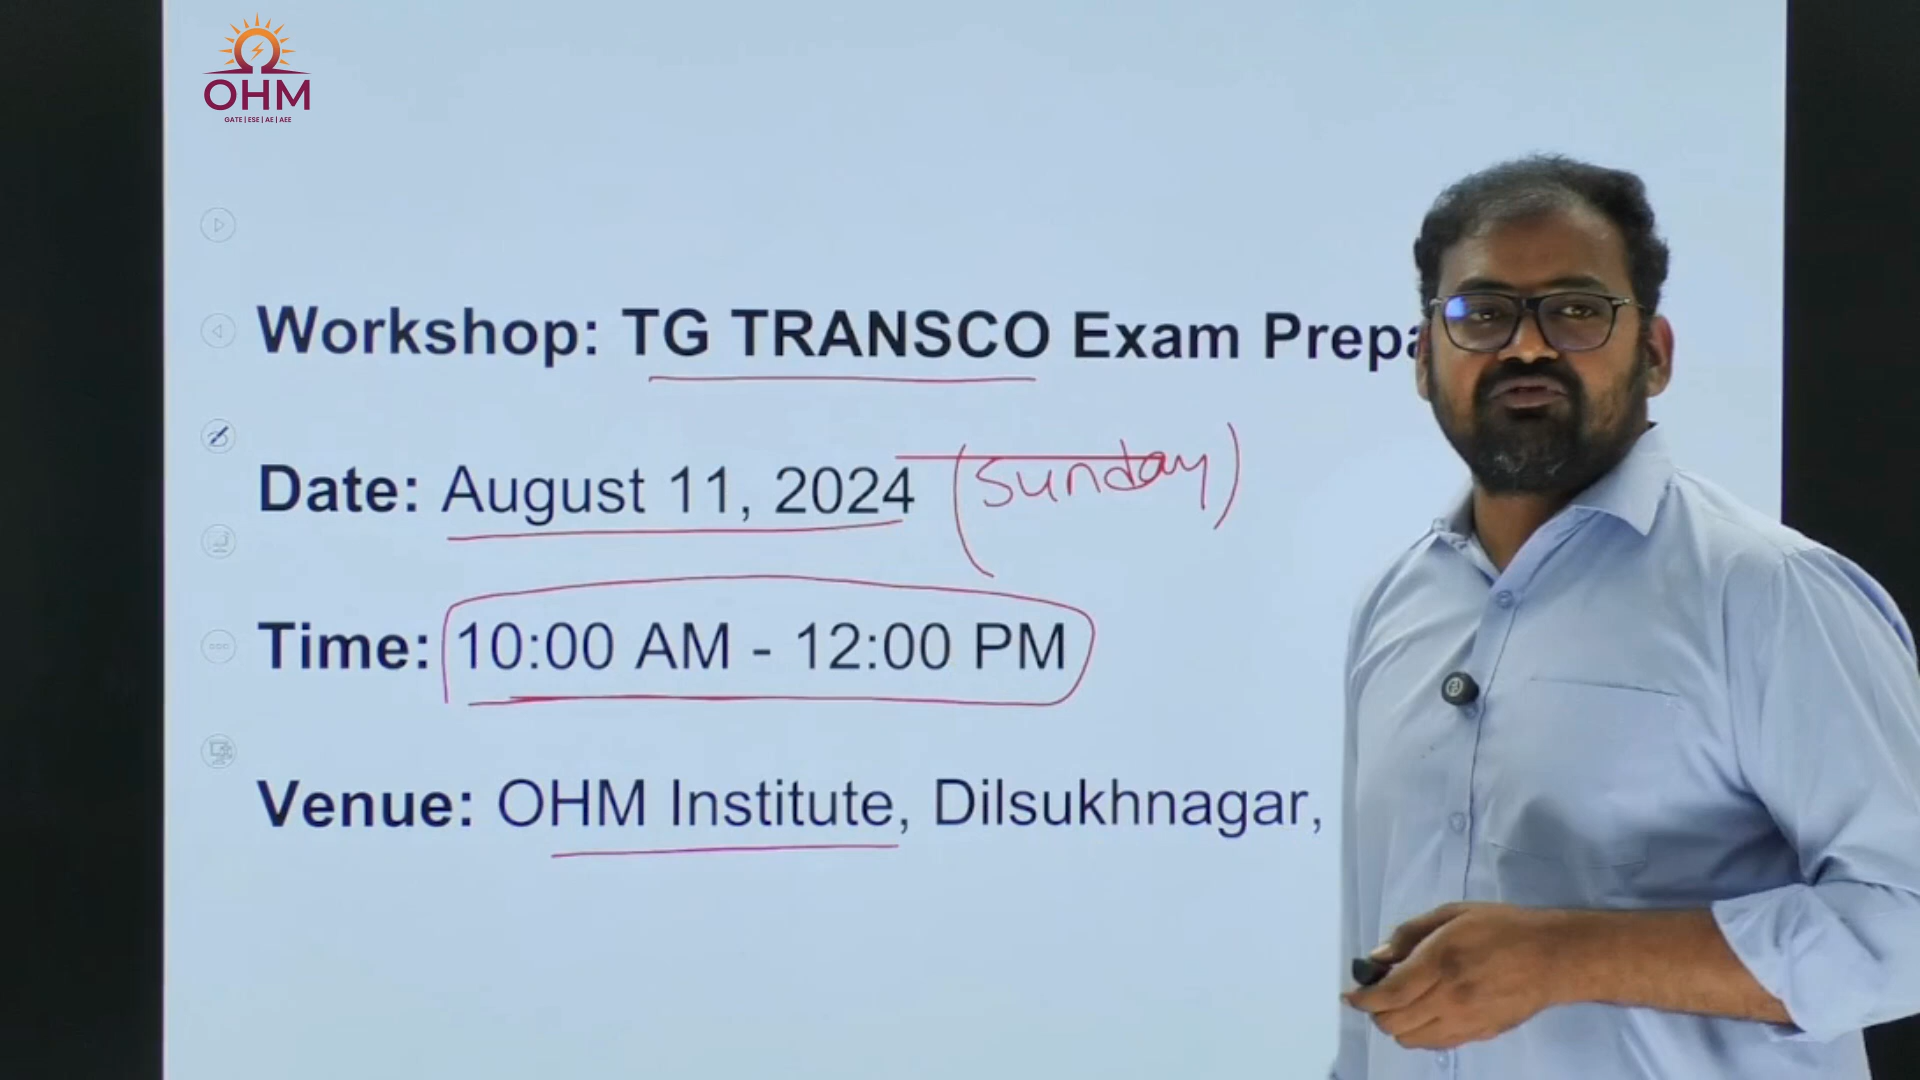 OHM
GATE | ESE | AE | AEE
Workshop: TG TRANSCO Exam Prepa
Date: August 11, 2024 (Sunday)
Time: 10:00 AM - 12:00 PM
Venue: OHM Institute, Dilsukhnagar,